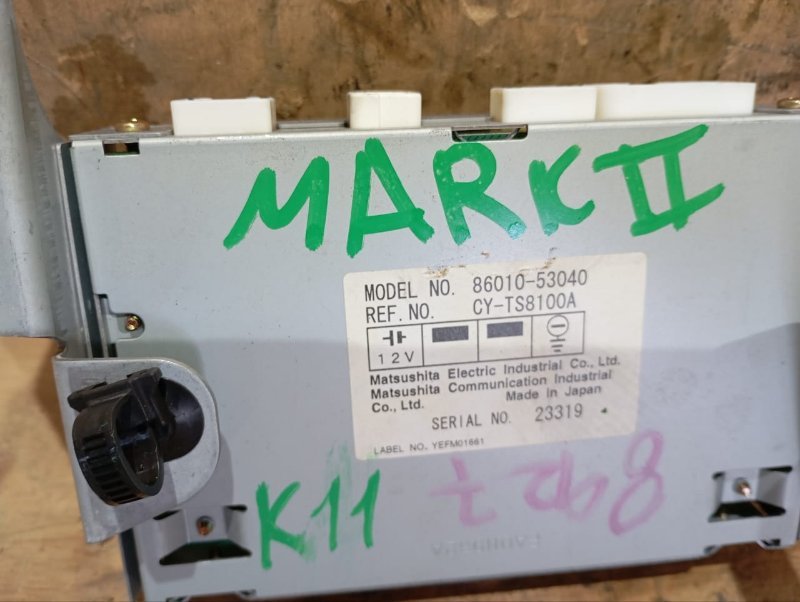 MARK II
MODEL NO. 86010-53040
REF. NO. CY-TS8100A
12V
Matsushita Electric Industrial Co., Ltd.
Matsushita Communication Industrial
Co., Ltd. Made in Japan
SERIAL NO. 23319
LABEL NO. YEFM01661
K11